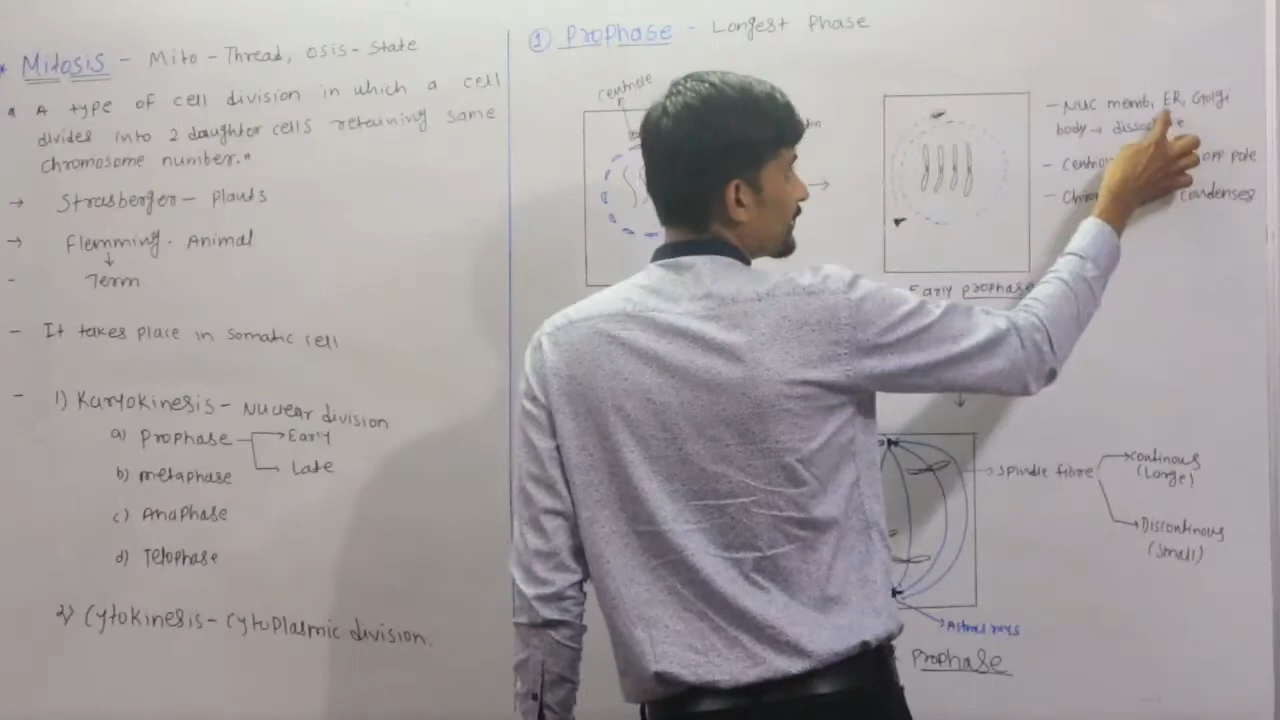 * Mitosis - Mito - Thread, osis - State
" A type of cell division in which a cell
divides into 2 daughter cells retaining same
chromosome number."
→ Strasberger - Plants
→ Flemming. Animal
↓
- Term
- It takes place in somatic cell
- 1) Karyokinesis - Nuclear division
a) Prophase Early
Late
b) Metaphase
c) Anaphase
d) Telophase
2) Cytokinesis - Cytoplasmic division.
① Prophase - Longest Phase
centriole
→
- Nuc memb, ER, Golgi
body →
- opp pole
- condenses
Early prophase
↓
Spindle fibre
continous
(Large)
Discontinous
(small)
Astral rays
Prophase